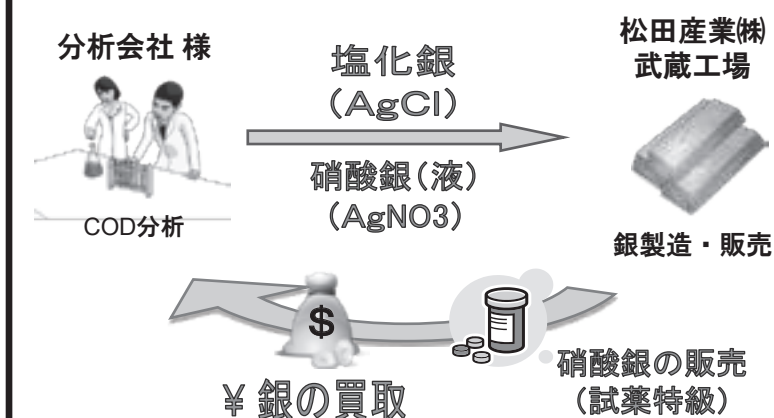 分析会社 様
COD分析
塩化銀
(AgCl)
硝酸銀(液)
(AgNO3)
松田産業㈱
武蔵工場
銀製造・販売
$
¥ 銀の買取
硝酸銀の販売
(試薬特級)